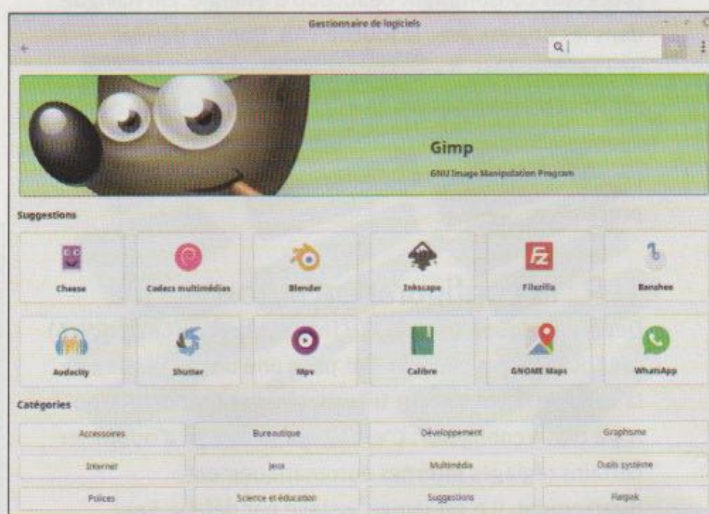 Gestionnaire de logiciels
Gimp
GNU Image Manipulation Program
Suggestions
Cheese Codecs multimédias Blender Inkscape Filezilla Banshee
Audacity Shutter Mpv Calibre GNOME Maps WhatsApp
Catégories
Accessoires Bureautique Développement Graphisme
Internet Jeux Multimédia Outils système
Polices Science et éducation Suggestions Flatpak